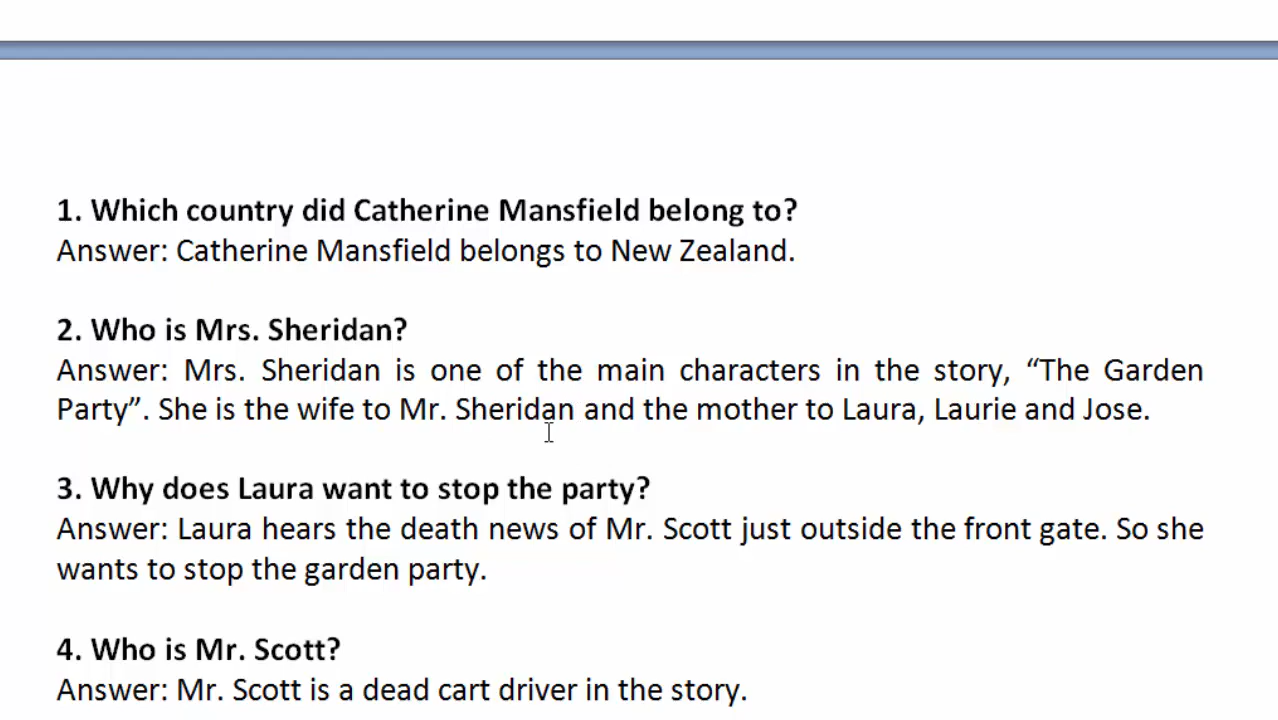 1. Which country did Catherine Mansfield belong to?
Answer: Catherine Mansfield belongs to New Zealand.
2. Who is Mrs. Sheridan?
Answer: Mrs. Sheridan is one of the main characters in the story, “The Garden
Party”. She is the wife to Mr. Sheridan and the mother to Laura, Laurie and Jose.
3. Why does Laura want to stop the party?
Answer: Laura hears the death news of Mr. Scott just outside the front gate. So she
wants to stop the garden party.
4. Who is Mr. Scott?
Answer: Mr. Scott is a dead cart driver in the story.